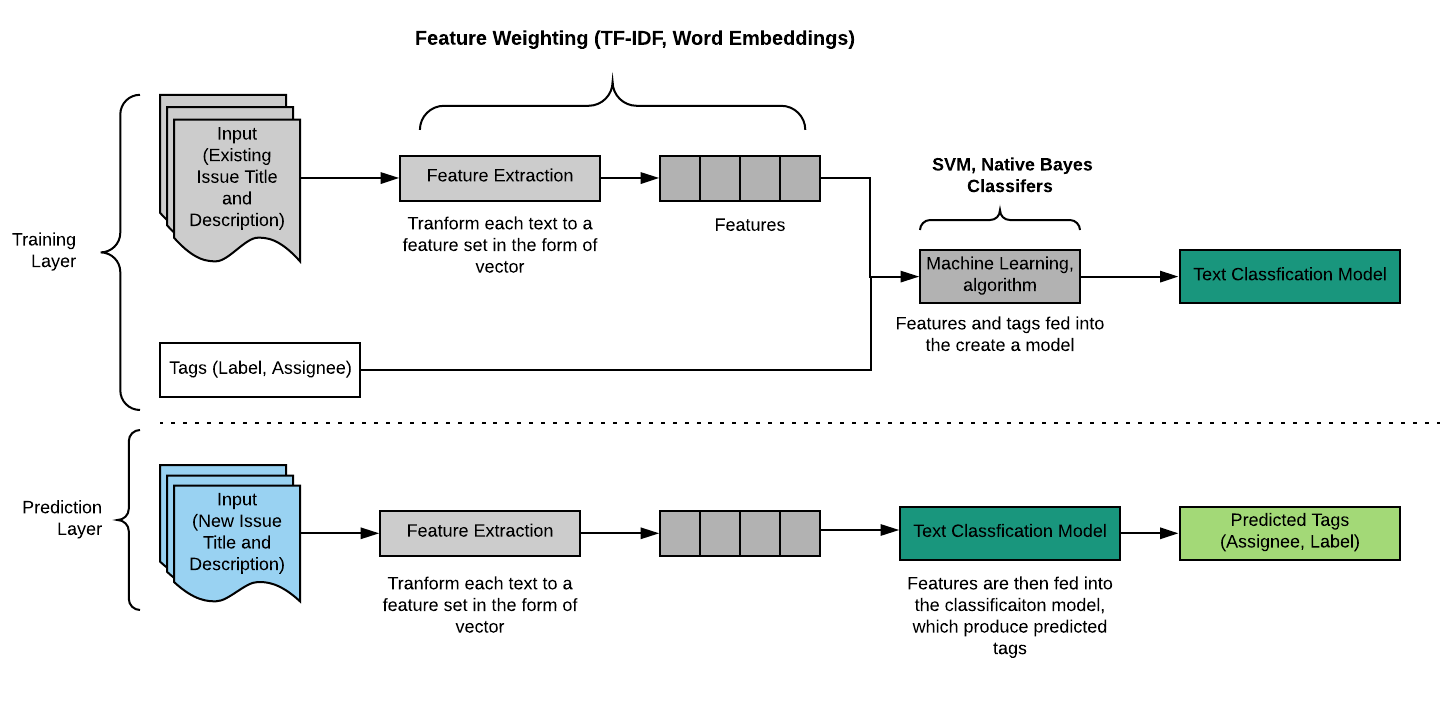 Feature Weighting (TF-IDF, Word Embeddings)
Input
(Existing
Issue Title
and
Description)
Feature Extraction
Tranform each text to a
feature set in the form of
vector
Features
SVM, Native Bayes
Classifers
Machine Learning,
algorithm
Features and tags fed into
the create a model
Text Classfication Model
Training
Layer
Tags (Label, Assignee)
Prediction
Layer
Input
(New Issue
Title and
Description)
Feature Extraction
Tranform each text to a
feature set in the form of
vector
Text Classfication Model
Features are then fed into
the classificaiton model,
which produce predicted
tags
Predicted Tags
(Assignee, Label)